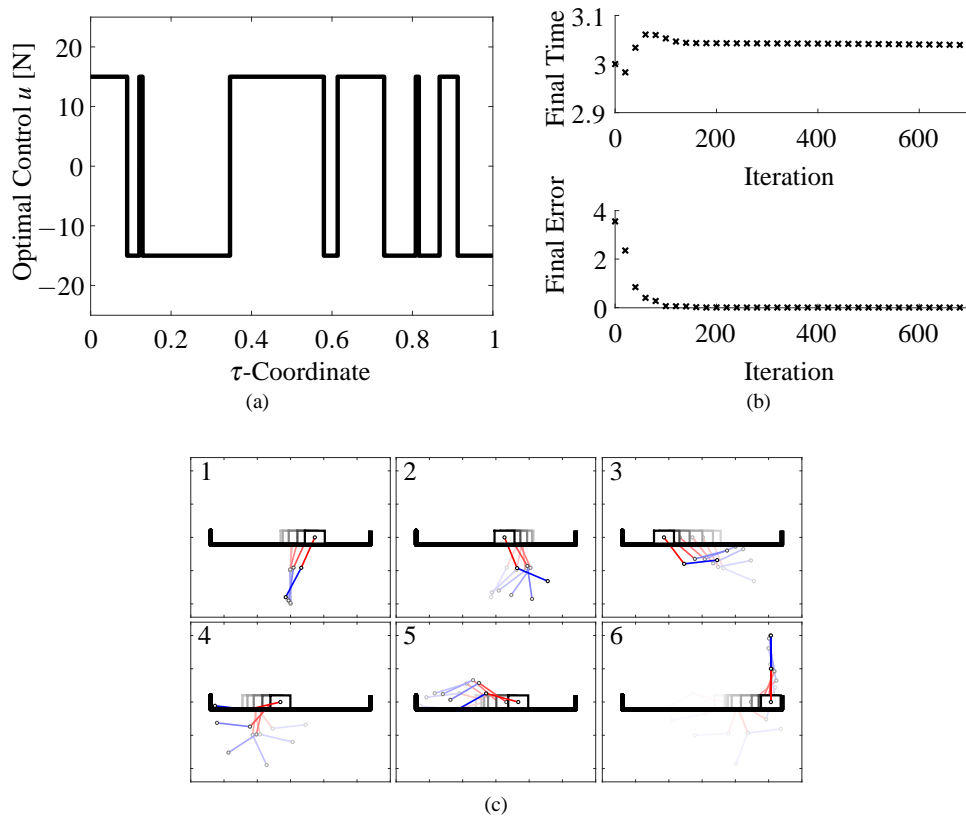 Optimal Control u [N]
20
10
0
−10
−20
0 0.2 0.4 0.6 0.8 1
τ-Coordinate
(a)
Final Time
3.1
3
2.9
0 200 400 600
Iteration
Final Error
4
2
0
0 200 400 600
Iteration
(b)
1 2 3
4 5 6
(c)